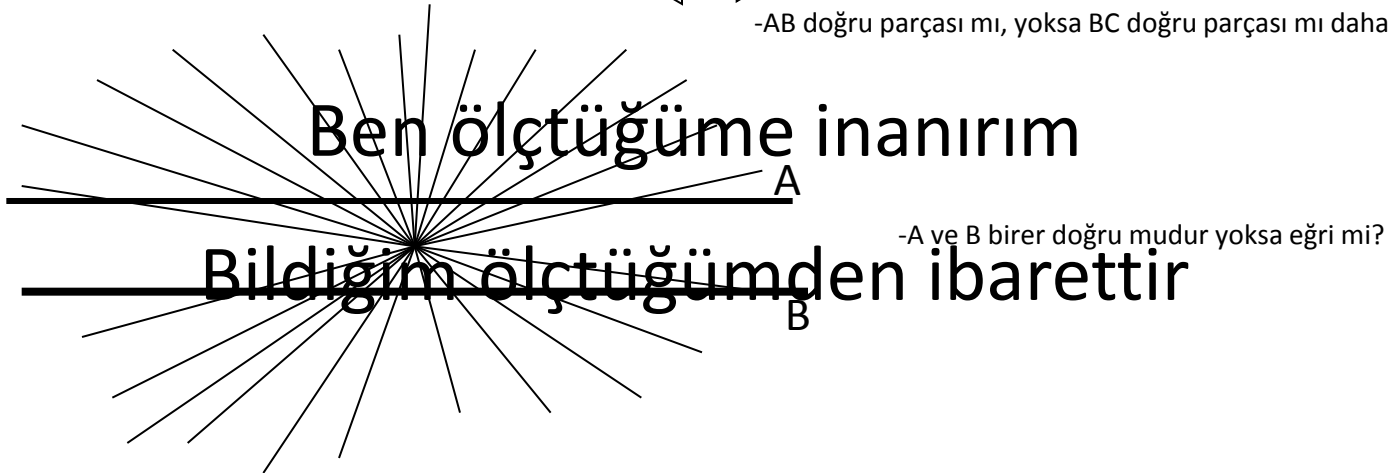 -AB doğru parçası mı, yoksa BC doğru parçası mı daha
Ben ölçtüğüme inanırım
A
-A ve B birer doğru mudur yoksa eğri mi?
Bildiğim ölçtüğümden ibarettir
B